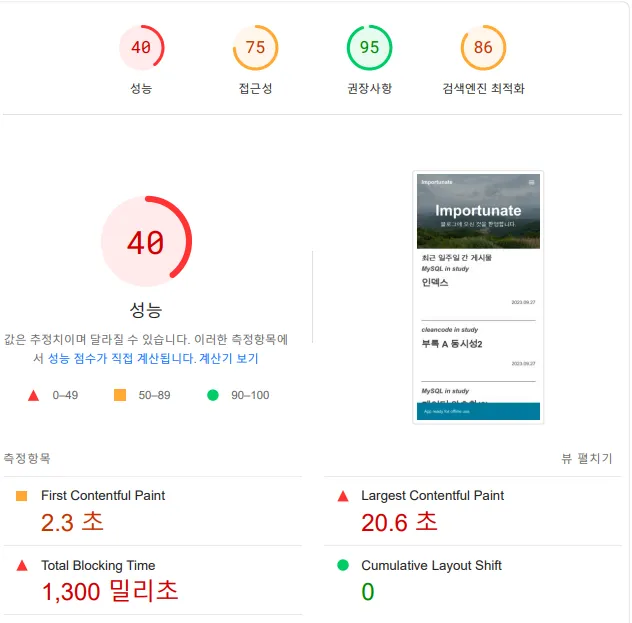 40
75
95
86
성능
접근성
권장사항
검색엔진 최적화
40
성능
값은 추정치이며 달라질 수 있습니다. 이러한 측정항목에
서 성능 점수가 직접 계산됩니다. 계산기 보기
0–49
50–89
90–100
Importunate
Importunate
블로그에 오신 것을 환영합니다.
최근 일주일 간 게시물
MySQL in study
인덱스
2023.09.27
cleancode in study
부록 A 동시성2
2023.09.27
MySQL in study
App ready for offline use
측정항목
뷰 펼치기
First Contentful Paint
2.3 초
Largest Contentful Paint
20.6 초
Total Blocking Time
1,300 밀리초
Cumulative Layout Shift
0